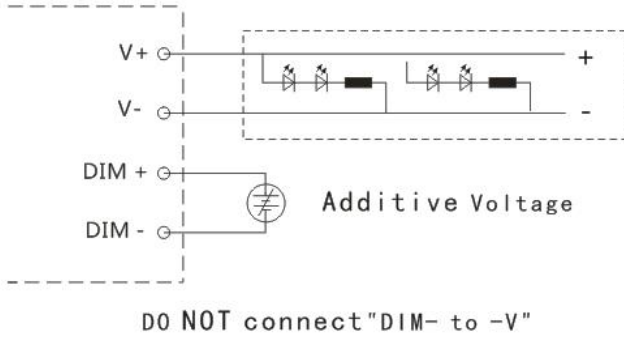 V+
+
V-
-
DIM +
Additive Voltage
DIM -
DO NOT connect"DIM- to -V"